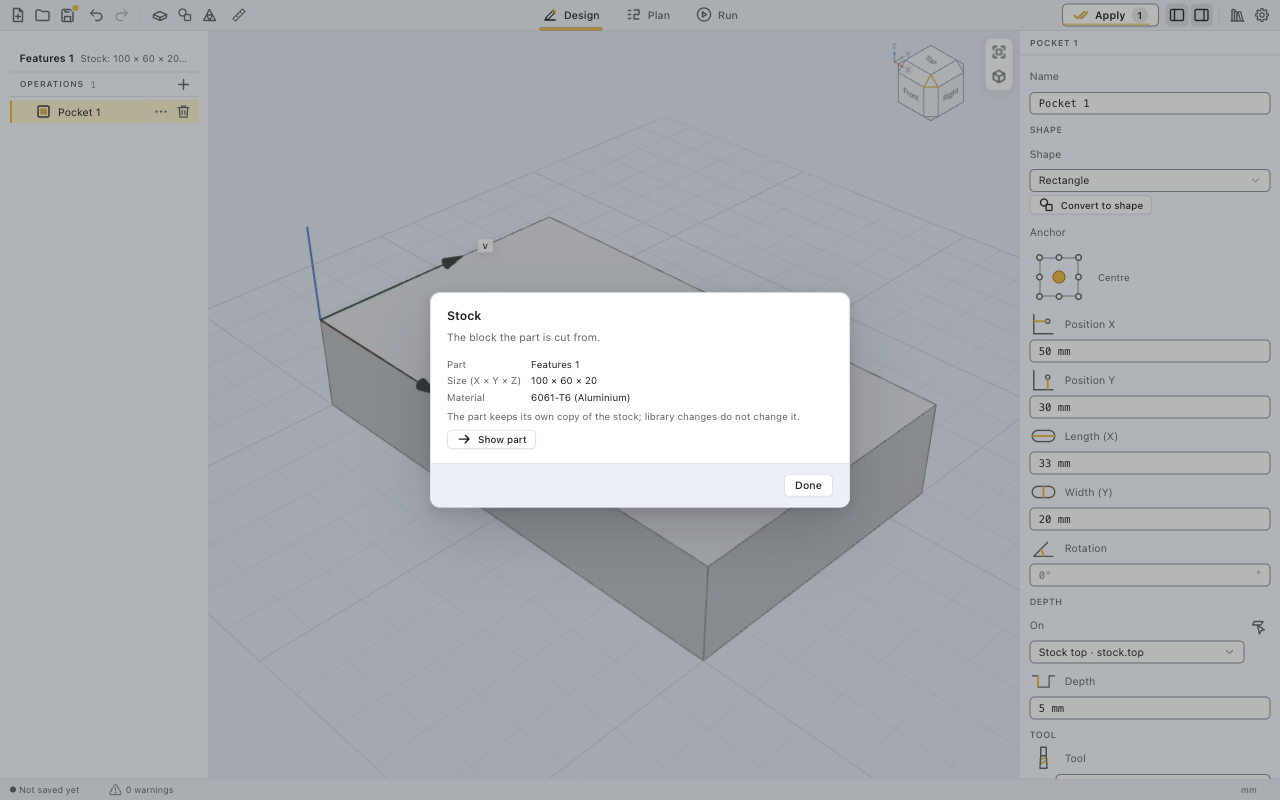 Design
Plan
Run
Apply 1
Features 1 Stock: 100 × 60 × 20...
OPERATIONS 1
Pocket 1
Z
Y
X
Top
Front
Right
v
Stock
The block the part is cut from.
Part Features 1
Size (X × Y × Z) 100 × 60 × 20
Material 6061-T6 (Aluminium)
The part keeps its own copy of the stock; library changes do not change it.
Show part
Done
POCKET 1
Name
Pocket 1
SHAPE
Shape
Rectangle
Convert to shape
Anchor
Centre
Position X
50 mm
Position Y
30 mm
Length (X)
33 mm
Width (Y)
20 mm
Rotation
0° °
DEPTH
On
Stock top · stock.top
Depth
5 mm
TOOL
Tool
Not saved yet
0 warnings
mm